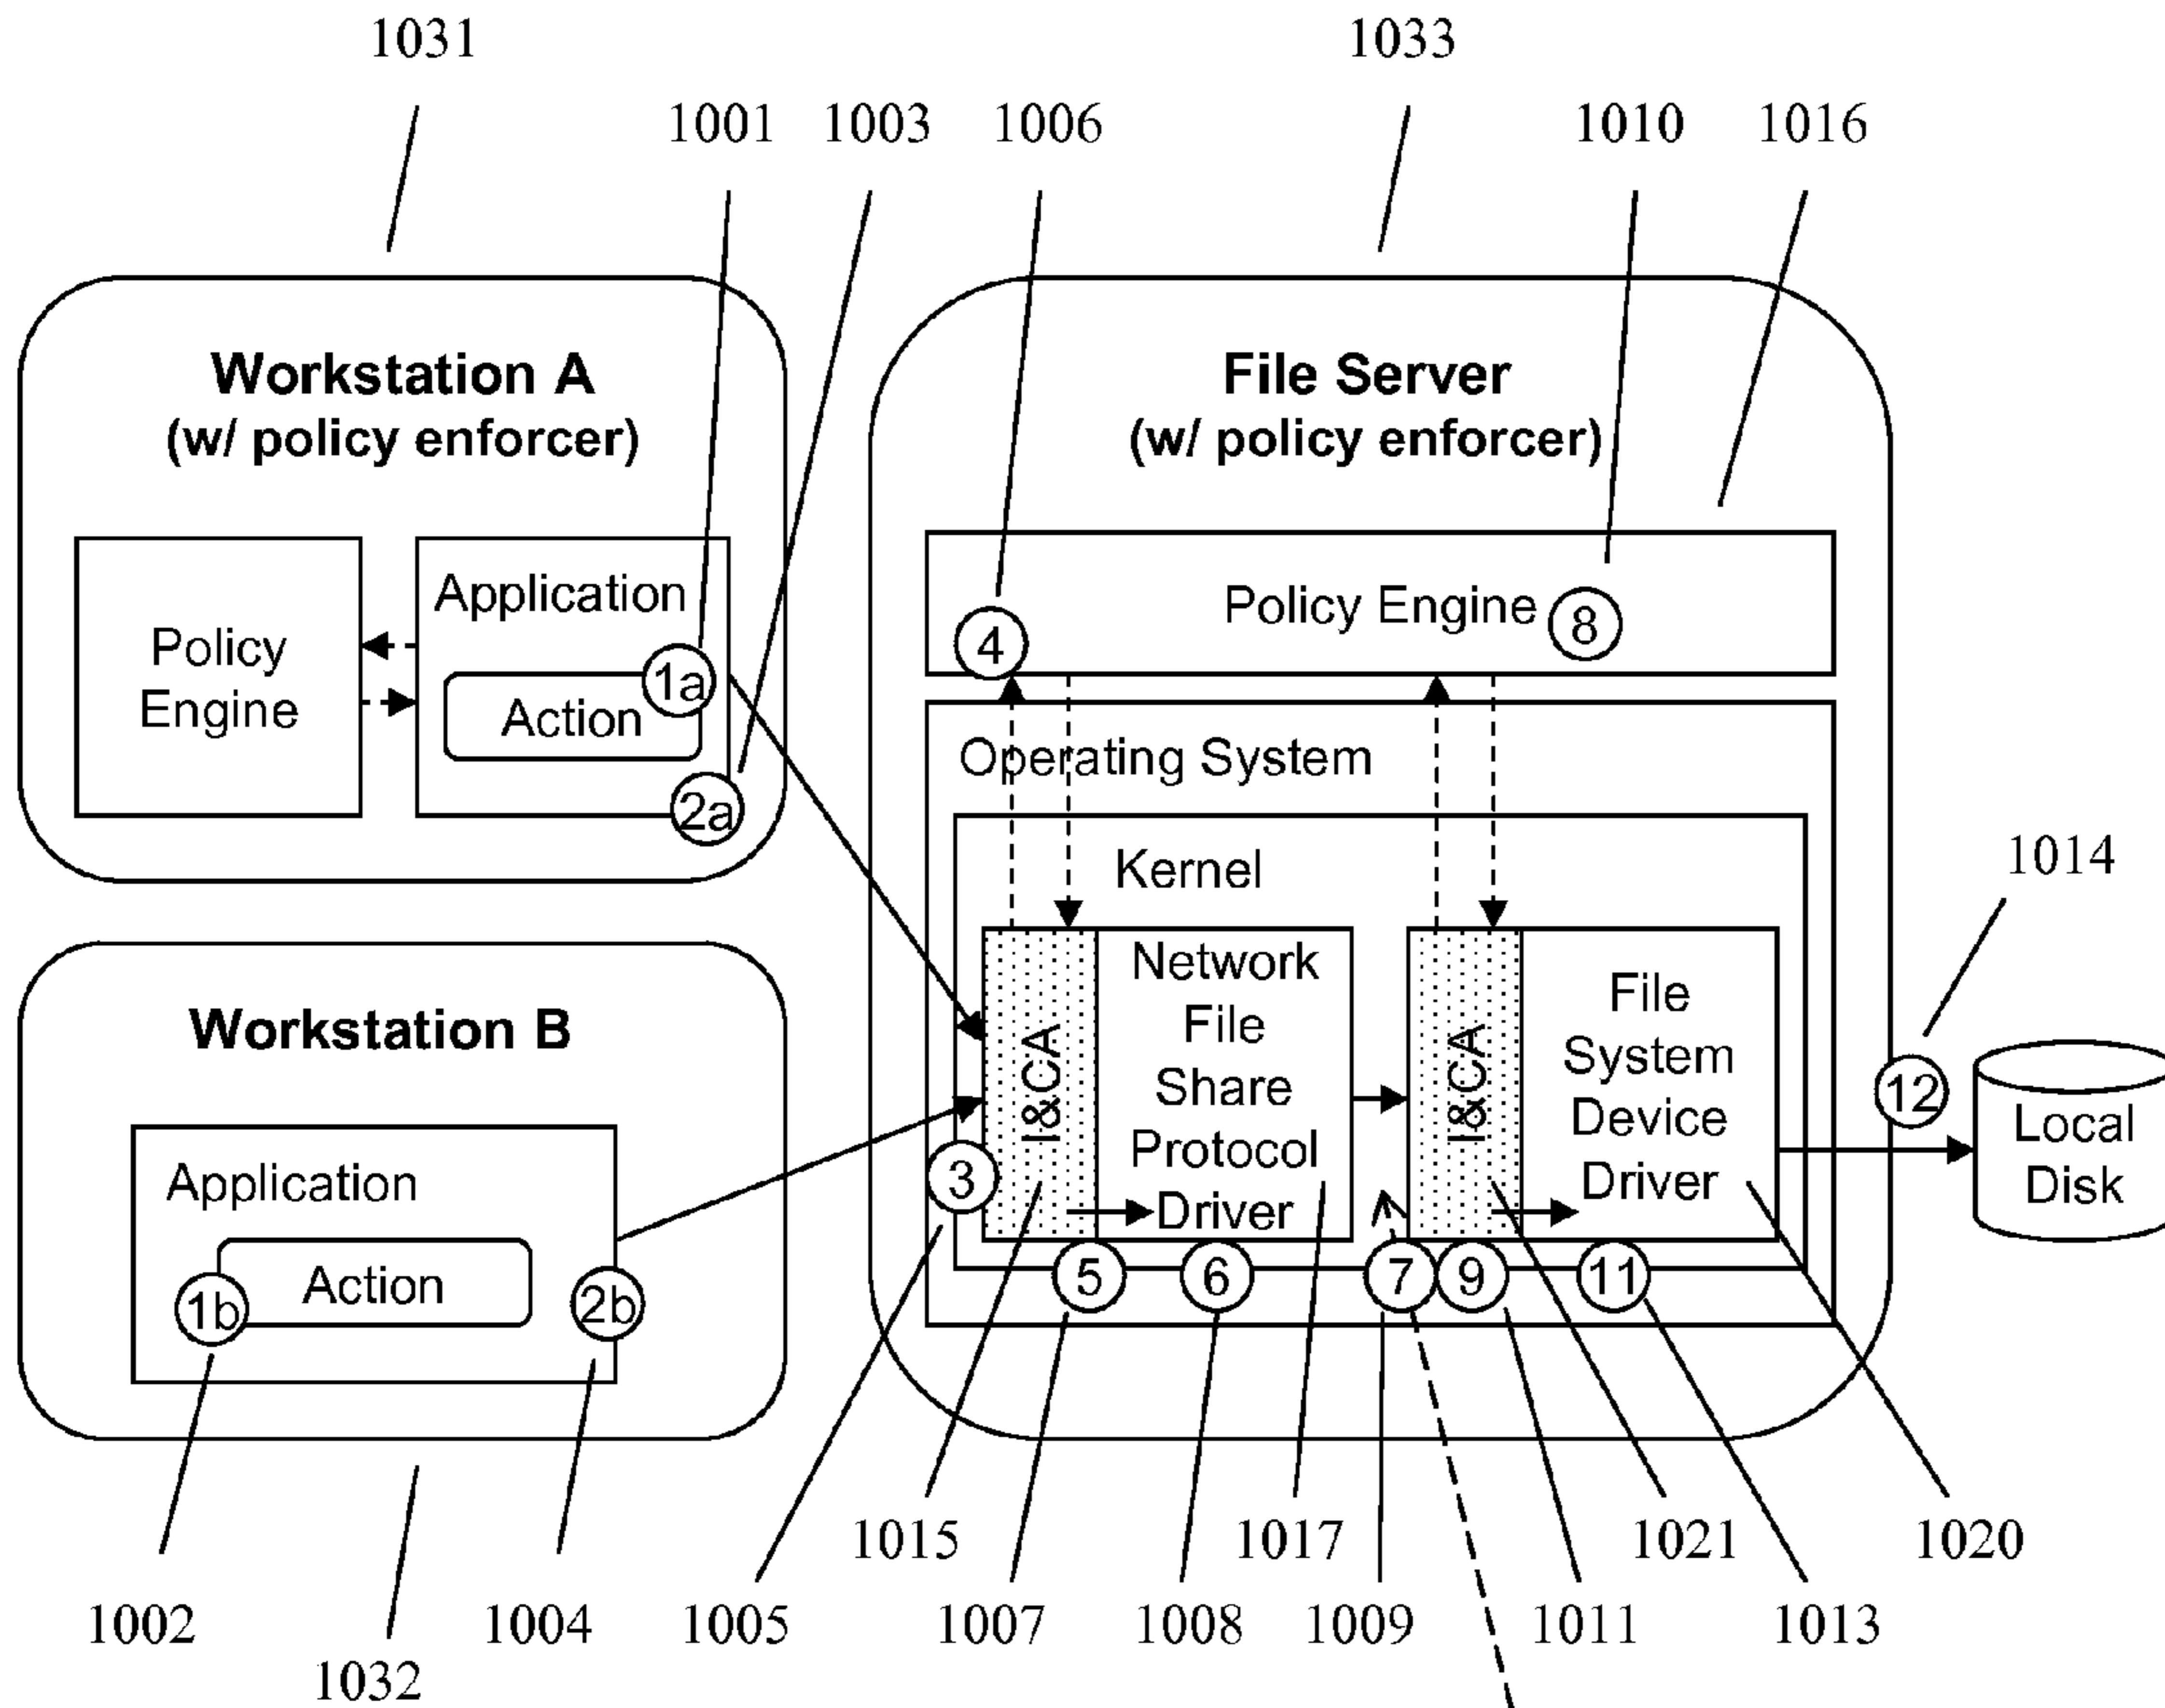 1031
1033
1001
1003
1006
1010
1016
Workstation A
(w/ policy enforcer)
File Server
(w/ policy enforcer)
Policy
Engine
Application
Action
1a
2a
Policy Engine
4
8
Operating System
Kernel
1014
I&CA
Network
File
Share
Protocol
Driver
I&CA
File
System
Device
Driver
12
Local
Disk
Workstation B
Application
Action
1b
2b
3
5
6
7
9
11
1015
1017
1021
1020
1002
1004
1005
1007
1008
1009
1011
1013
1032